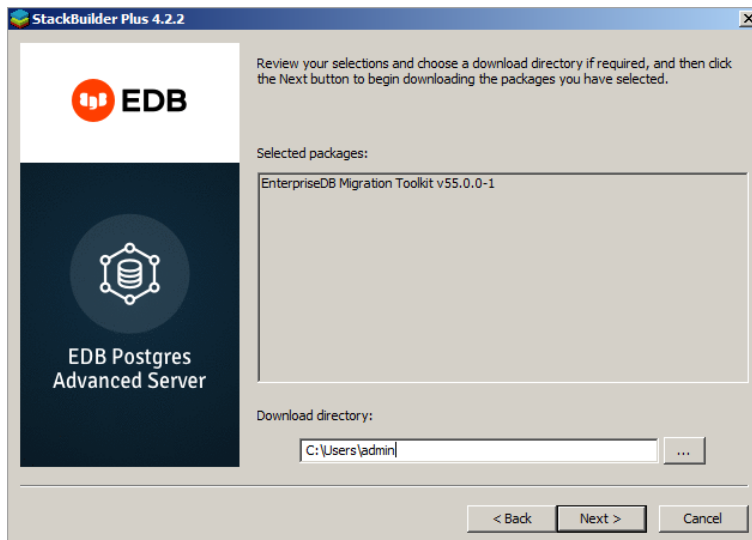 StackBuilder Plus 4.2.2
EDB
EDB Postgres
Advanced Server
Review your selections and choose a download directory if required, and then click
the Next button to begin downloading the packages you have selected.
Selected packages:
EnterpriseDB Migration Toolkit v55.0.0-1
Download directory:
C:\Users\admin
...
< Back
Next >
Cancel